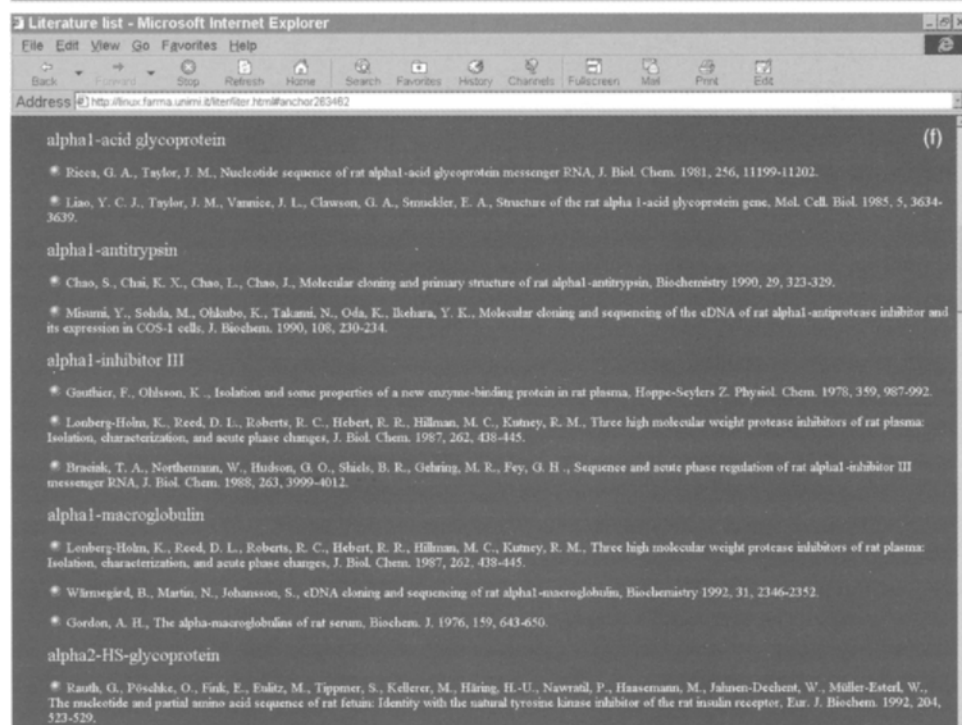 Literature list - Microsoft Internet Explorer
File Edit View Go Favorites Help
Back Forward Stop Refresh Home Search Favorites History Channels Fullscreen Mail Print Edit
Address http://linux.farma.unimi.it/liter/liter.html#anchor263462
alpha1-acid glycoprotein (f)
Ricca, G. A., Taylor, J. M., Nucleotide sequence of rat alpha1-acid glycoprotein messenger RNA, J. Biol. Chem. 1981, 256, 11199-11202.
Liao, Y. C. J., Taylor, J. M., Vannice, J. L., Clawson, G. A., Smuckler, E. A., Structure of the rat alpha 1-acid glycoprotein gene, Mol. Cell. Biol. 1985, 5, 3634-
3639.
alpha1-antitrypsin
Chao, S., Chai, K. X., Chao, L., Chao, J., Molecular cloning and primary structure of rat alpha1-antitrypsin, Biochemistry 1990, 29, 323-329.
Misumi, Y., Sohda, M., Ohkubo, K., Takami, N., Oda, K., Ikehara, Y. K., Molecular cloning and sequencing of the cDNA of rat alpha1-antiprotease inhibitor and
its expression in COS-1 cells. J. Biochem. 1990, 108, 230-234.
alpha1-inhibitor III
Gauthier, F., Ohlsson, K ., Isolation and some properties of a new enzyme-binding protein in rat plasma, Hoppe-Seylers Z. Physiol. Chem. 1978, 359, 987-992.
Lonberg-Holm, K., Reed, D. L., Roberts, R. C., Hebert, R. R., Hillman, M. C., Kutney, R. M., Three high molecular weight protease inhibitors of rat plasma:
Isolation, characterization, and acute phase changes, J. Biol. Chem. 1987, 262, 438-445.
Braciak, T. A., Northemann, W., Hudson, G. O., Shiels, B. R., Gehring, M. R., Fey, G. H ., Sequence and acute phase regulation of rat alpha1-inhibitor III
messenger RNA, J. Biol. Chem. 1988, 263, 3999-4012.
alpha1-macroglobulin
Lonberg-Holm, K., Reed, D. L., Roberts, R. C., Hebert, R. R., Hillman, M. C., Kutney, R. M., Three high molecular weight protease inhibitors of rat plasma:
Isolation, characterization, and acute phase changes, J. Biol. Chem. 1987, 262, 438-445.
Wärmegård, B., Martin, N., Johansson, S., cDNA cloning and sequencing of rat alpha1-macroglobulin, Biochemistry 1992, 31, 2346-2352.
Gordon, A. H., The alpha-macroglobulins of rat serum, Biochem. J. 1976, 159, 643-650.
alpha2-HS-glycoprotein
Rauth, G., Pöschke, O., Fink, E., Eulitz, M., Tippmer, S., Kellerer, M., Häring, H.-U., Nawratil, P., Haasemann, M., Jahnen-Dechent, W., Müller-Esterl, W.,
The nucleotide and partial amino acid sequence of rat fetuin: Identity with the natural tyrosine kinase inhibitor of the rat insulin receptor, Eur. J. Biochem. 1992, 204,
523-529.